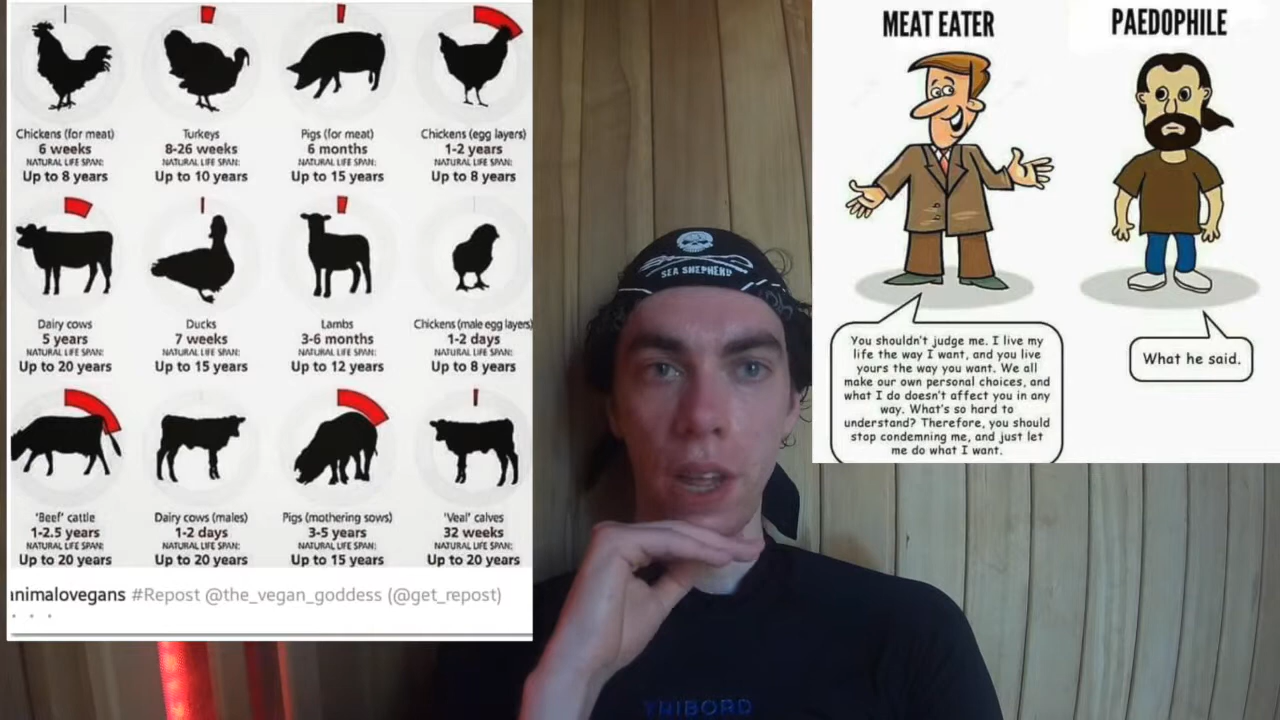 Chickens (for meat)
6 weeks
NATURAL LIFE SPAN:
Up to 8 years
Turkeys
8-26 weeks
NATURAL LIFE SPAN:
Up to 10 years
Pigs (for meat)
6 months
NATURAL LIFE SPAN:
Up to 15 years
Chickens (egg layers)
1-2 years
NATURAL LIFE SPAN:
Up to 8 years
Dairy cows
5 years
NATURAL LIFE SPAN:
Up to 20 years
Ducks
7 weeks
NATURAL LIFE SPAN:
Up to 15 years
Lambs
3-6 months
NATURAL LIFE SPAN:
Up to 12 years
Chickens (male egg layers)
1-2 days
NATURAL LIFE SPAN:
Up to 8 years
'Beef' cattle
1-2.5 years
NATURAL LIFE SPAN:
Up to 20 years
Dairy cows (males)
1-2 days
NATURAL LIFE SPAN:
Up to 20 years
Pigs (mothering sows)
3-5 years
NATURAL LIFE SPAN:
Up to 15 years
'Veal' calves
32 weeks
NATURAL LIFE SPAN:
Up to 20 years
animalovegans #Repost @the_vegan_goddess (@get_repost)
. . .
SEA SHEPHERD
TRIBORD
MEAT EATER
You shouldn't judge me. I live my
life the way I want, and you live
yours the way you want. We all
make our own personal choices, and
what I do doesn't affect you in any
way. What's so hard to
understand? Therefore, you should
stop condemning me, and just let
me do what I want.
PAEDOPHILE
What he said.